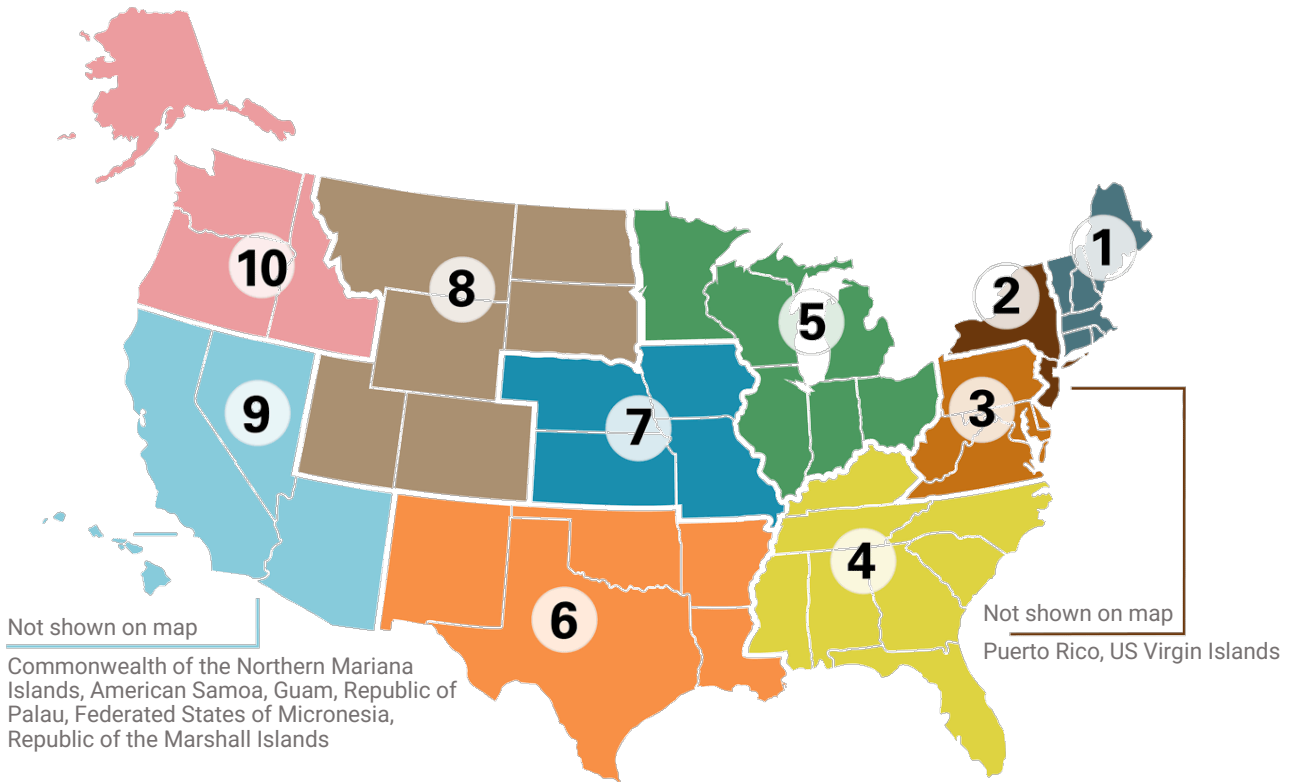 1
2
10
8
5
3
9
7
4
6
Not shown on map
Commonwealth of the Northern Mariana
Islands, American Samoa, Guam, Republic of
Palau, Federated States of Micronesia,
Republic of the Marshall Islands
Not shown on map
Puerto Rico, US Virgin Islands